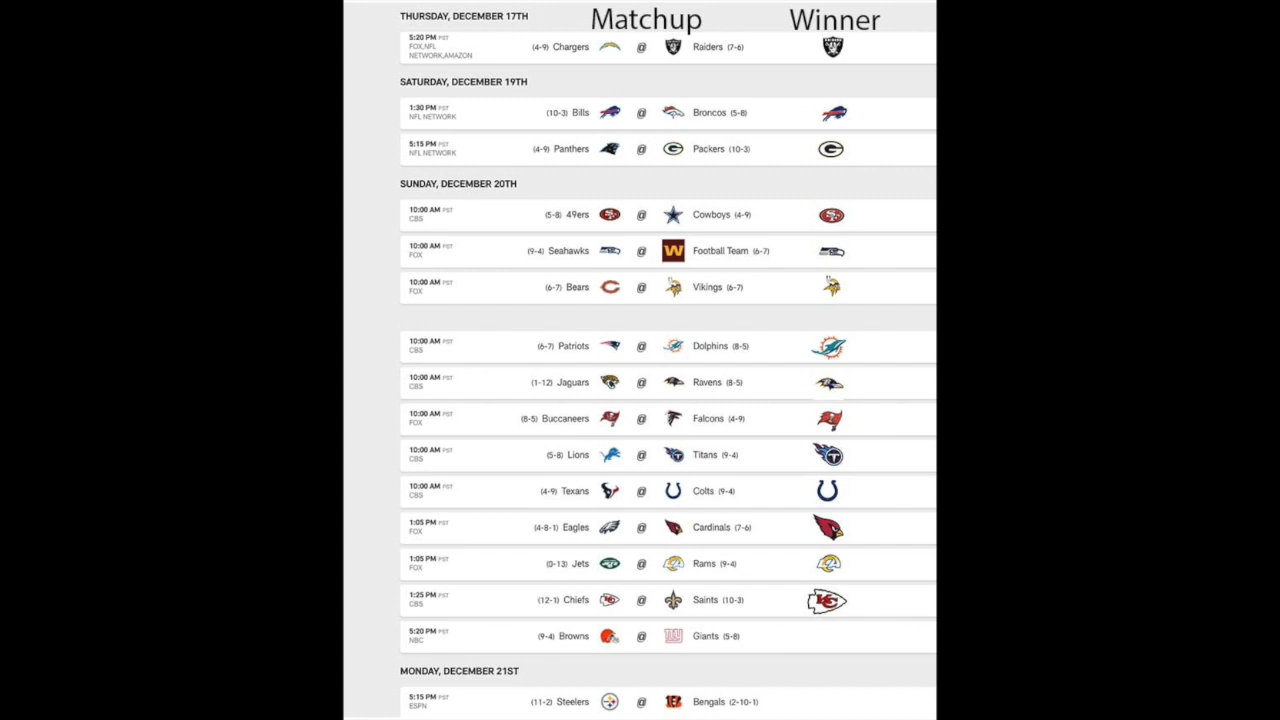 THURSDAY, DECEMBER 17TH Matchup Winner
5:20 PM PST
FOX,NFL
NETWORK,AMAZON
(4-9) Chargers @ Raiders (7-6)
SATURDAY, DECEMBER 19TH
1:30 PM PST
NFL NETWORK
(10-3) Bills @ Broncos (5-8)
5:15 PM PST
NFL NETWORK
(4-9) Panthers @ Packers (10-3)
SUNDAY, DECEMBER 20TH
10:00 AM PST
CBS
(5-8) 49ers @ Cowboys (4-9)
10:00 AM PST
FOX
(9-4) Seahawks @ W Football Team (6-7)
10:00 AM PST
FOX
(6-7) Bears @ Vikings (6-7)
10:00 AM PST
CBS
(6-7) Patriots @ Dolphins (8-5)
10:00 AM PST
CBS
(1-12) Jaguars @ Ravens (8-5)
10:00 AM PST
FOX
(8-5) Buccaneers @ Falcons (4-9)
10:00 AM PST
CBS
(5-8) Lions @ Titans (9-4)
10:00 AM PST
CBS
(4-9) Texans @ Colts (9-4)
1:05 PM PST
FOX
(4-8-1) Eagles @ Cardinals (7-6)
1:05 PM PST
FOX
(0-13) Jets @ Rams (9-4)
1:25 PM PST
CBS
(12-1) Chiefs @ Saints (10-3)
5:20 PM PST
NBC
(9-4) Browns @ Giants (5-8)
MONDAY, DECEMBER 21ST
5:15 PM PST
ESPN
(11-2) Steelers @ Bengals (2-10-1)